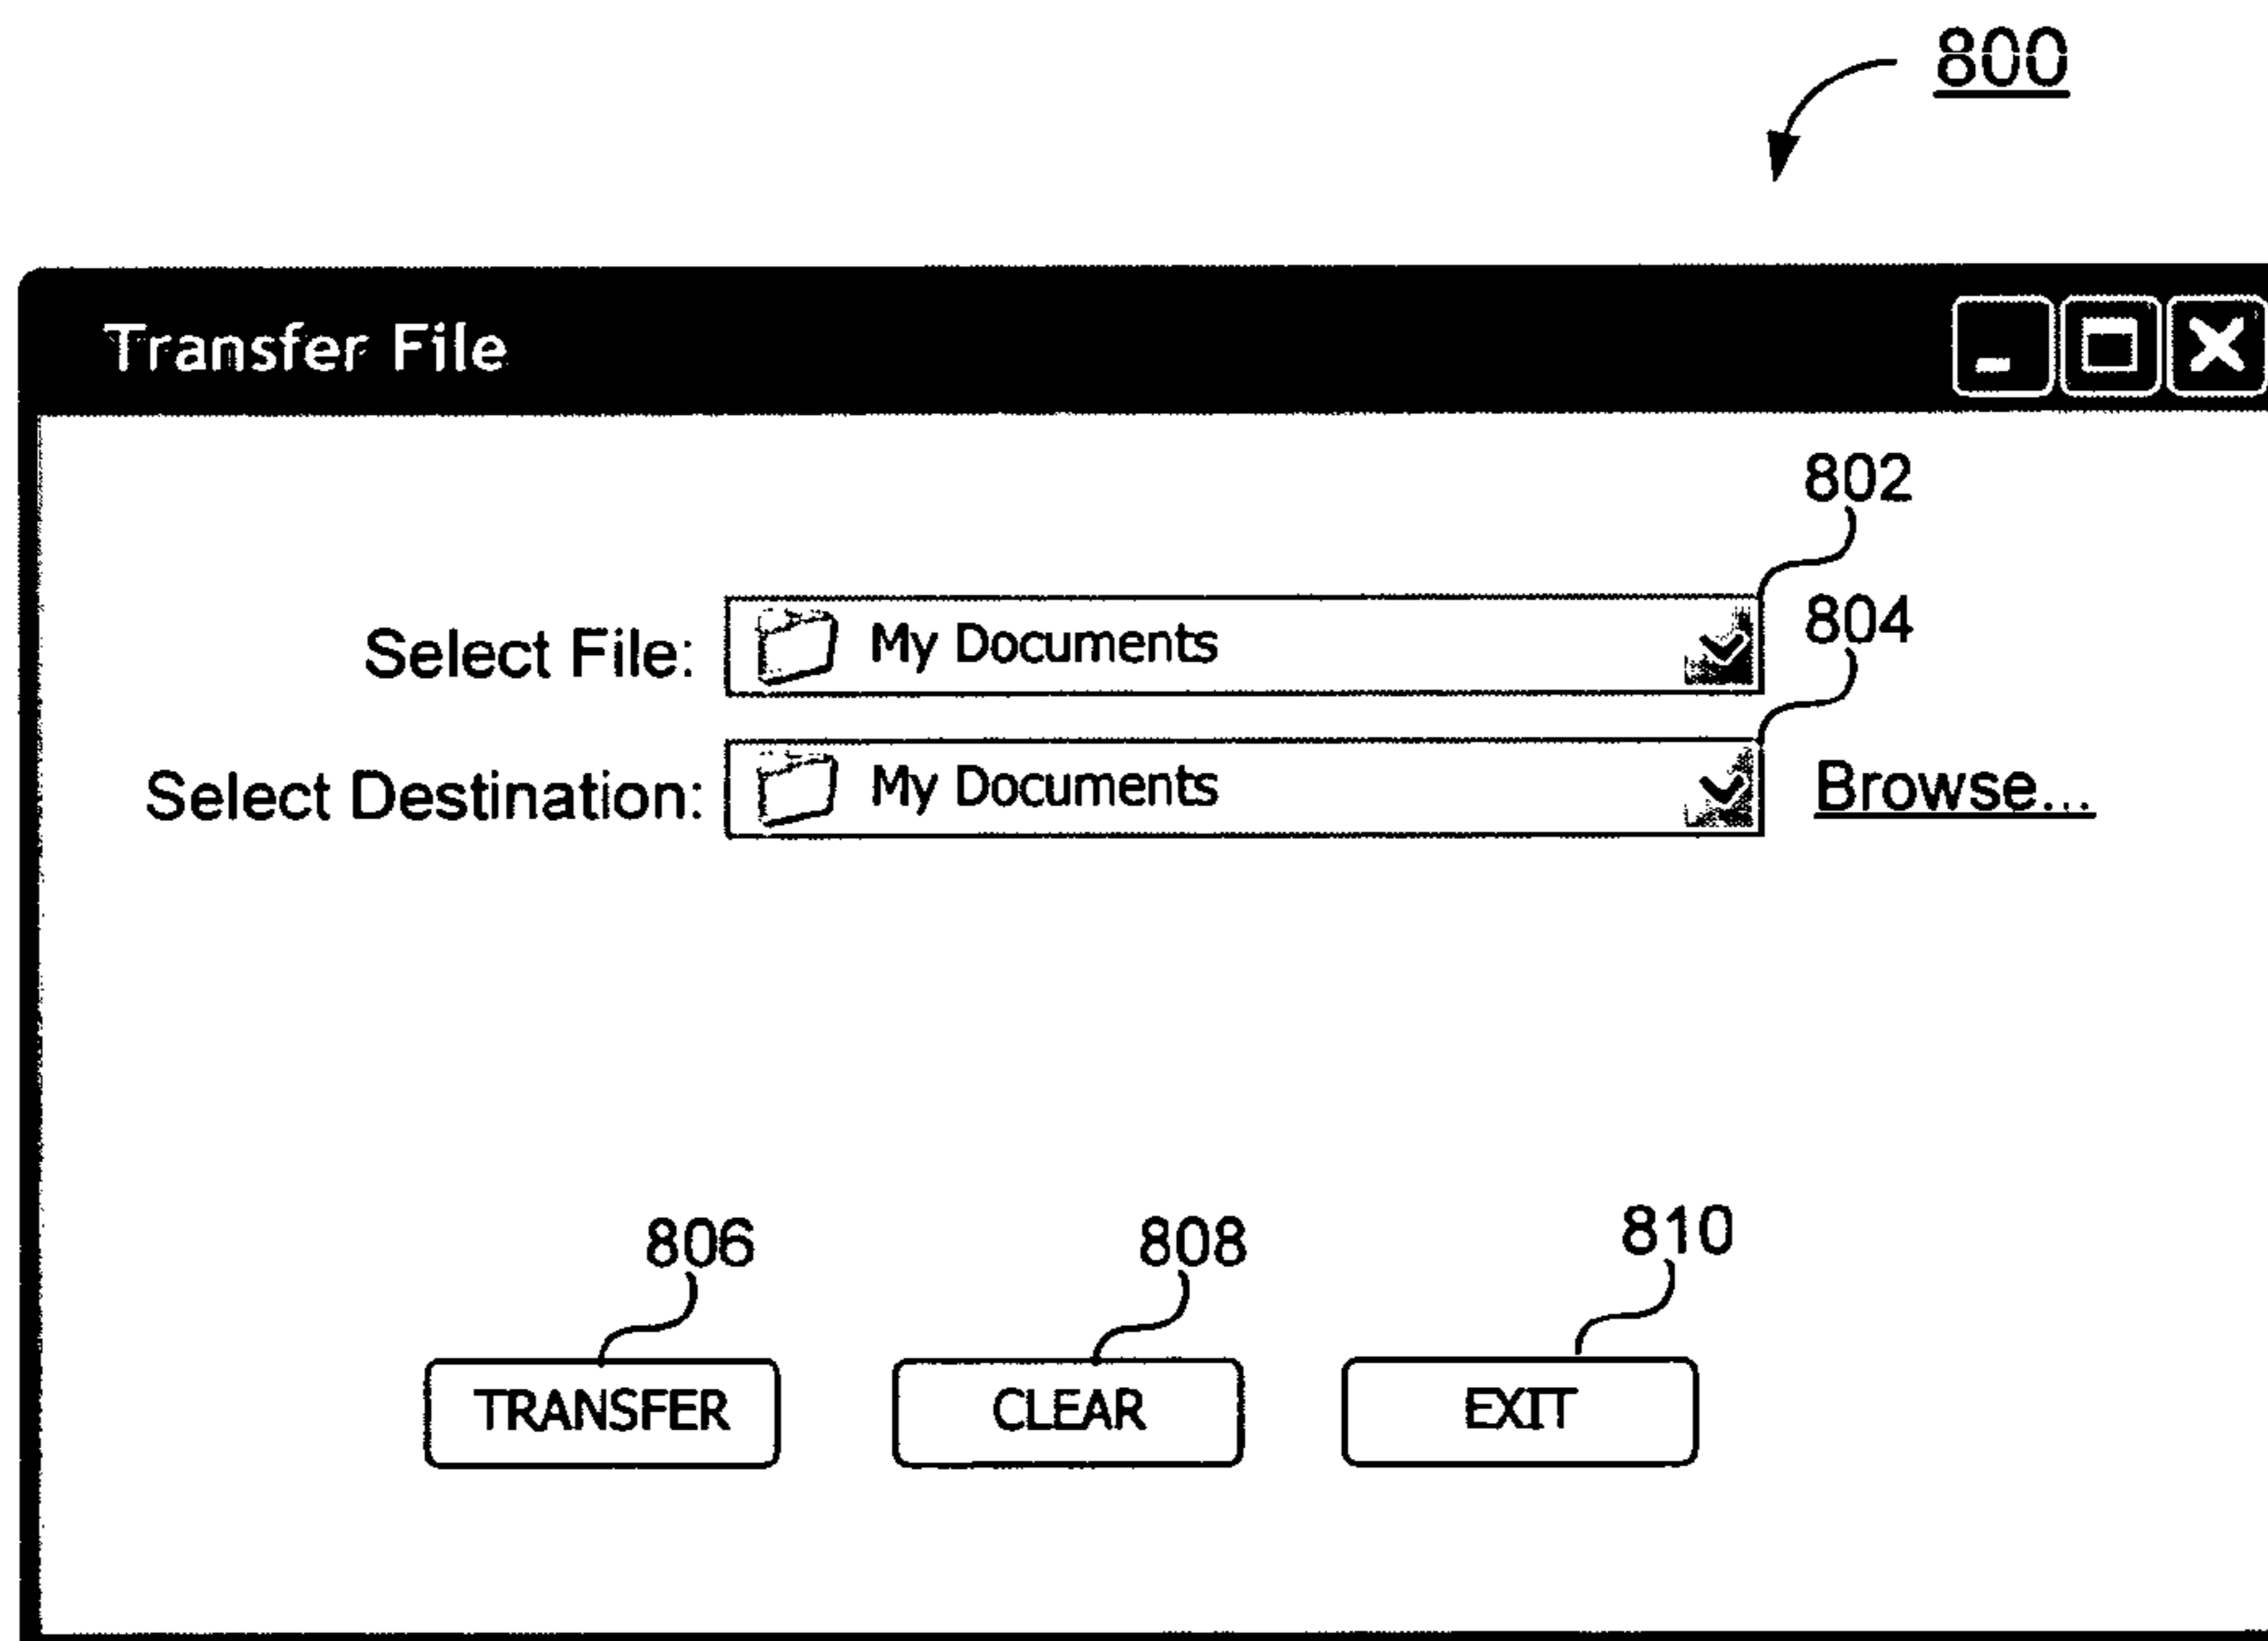 800
Transfer File
802
Select File: My Documents
804
Select Destination: My Documents Browse...
806 808 810
TRANSFER CLEAR EXIT